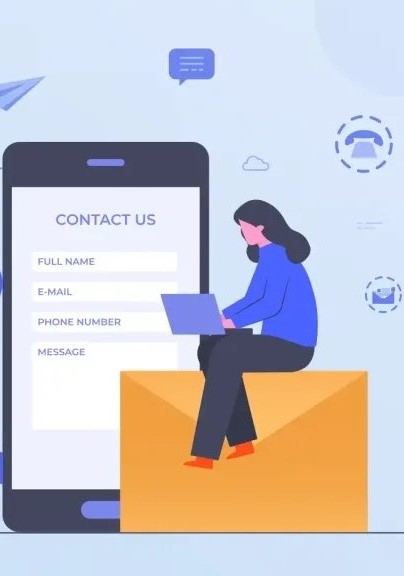 CONTACT US
FULL NAME
E-MAIL
PHONE NUMBER
MESSAGE